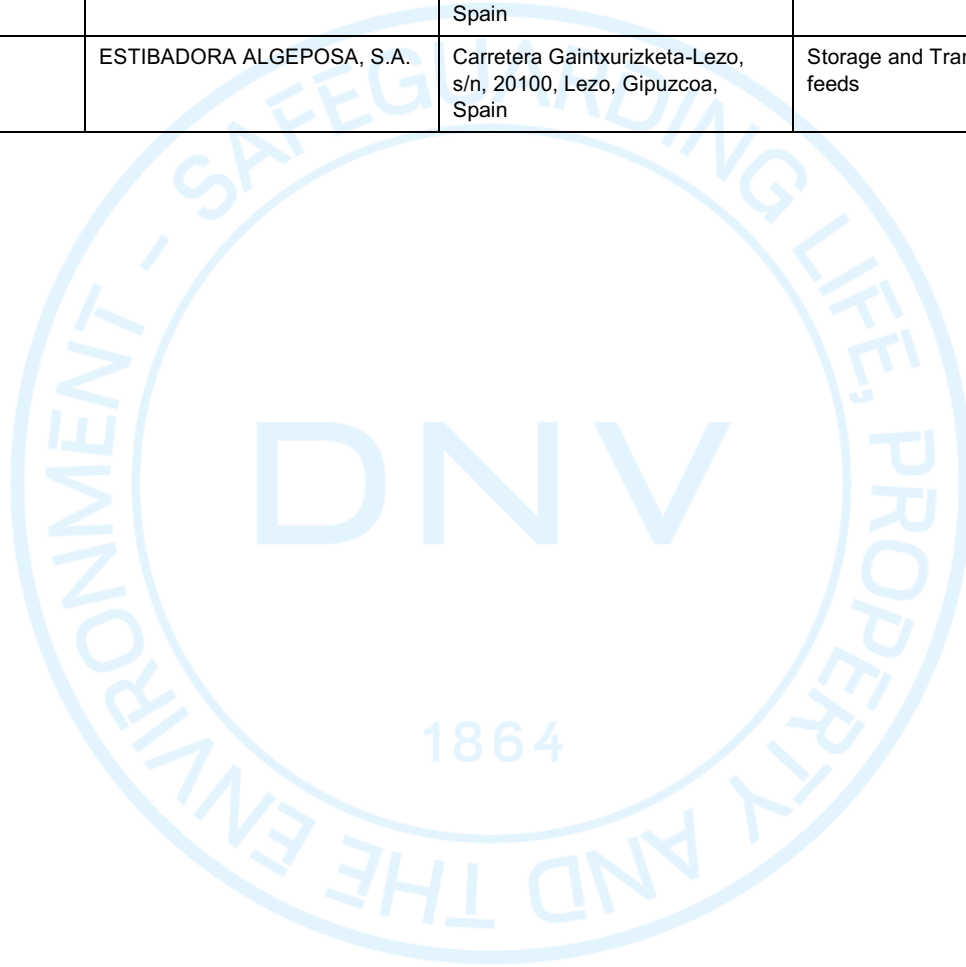 Spain
ESTIBADORA ALGEPOSA, S.A.
Carretera Gaintxurizketa-Lezo,
s/n, 20100, Lezo, Gipuzcoa,
Spain
Storage and
feeds
SAFEGUARDING LIFE, PROPERTY AND THE ENVIRONMENT -
DNV
1864